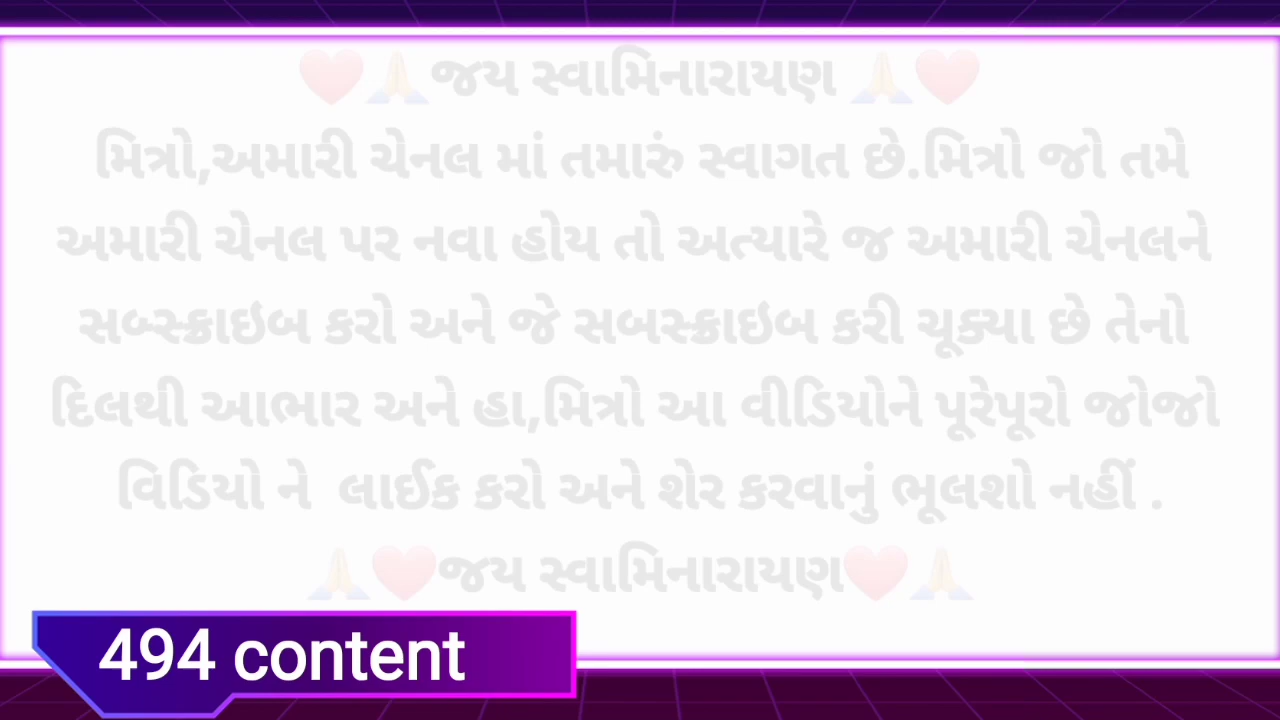 ❤️🙏જય સ્વામિનારાયણ 🙏❤️
મિત્રો,અમારી ચેનલ માં તમારું સ્વાગત છે.મિત્રો જો તમે
અમારી ચેનલ પર નવા હોય તો અત્યારે જ અમારી ચેનલને
સબ્સ્ક્રાઇબ કરો અને જે સબસ્ક્રાઇબ કરી ચૂક્યા છે તેનો
દિલથી આભાર અને હા,મિત્રો આ વીડિયોને પૂરેપૂરો જોજો
વિડિયો ને  લાઈક કરો અને શેર કરવાનું ભૂલશો નહીં .
🙏❤️જય સ્વામિનારાયણ❤️🙏
494 content